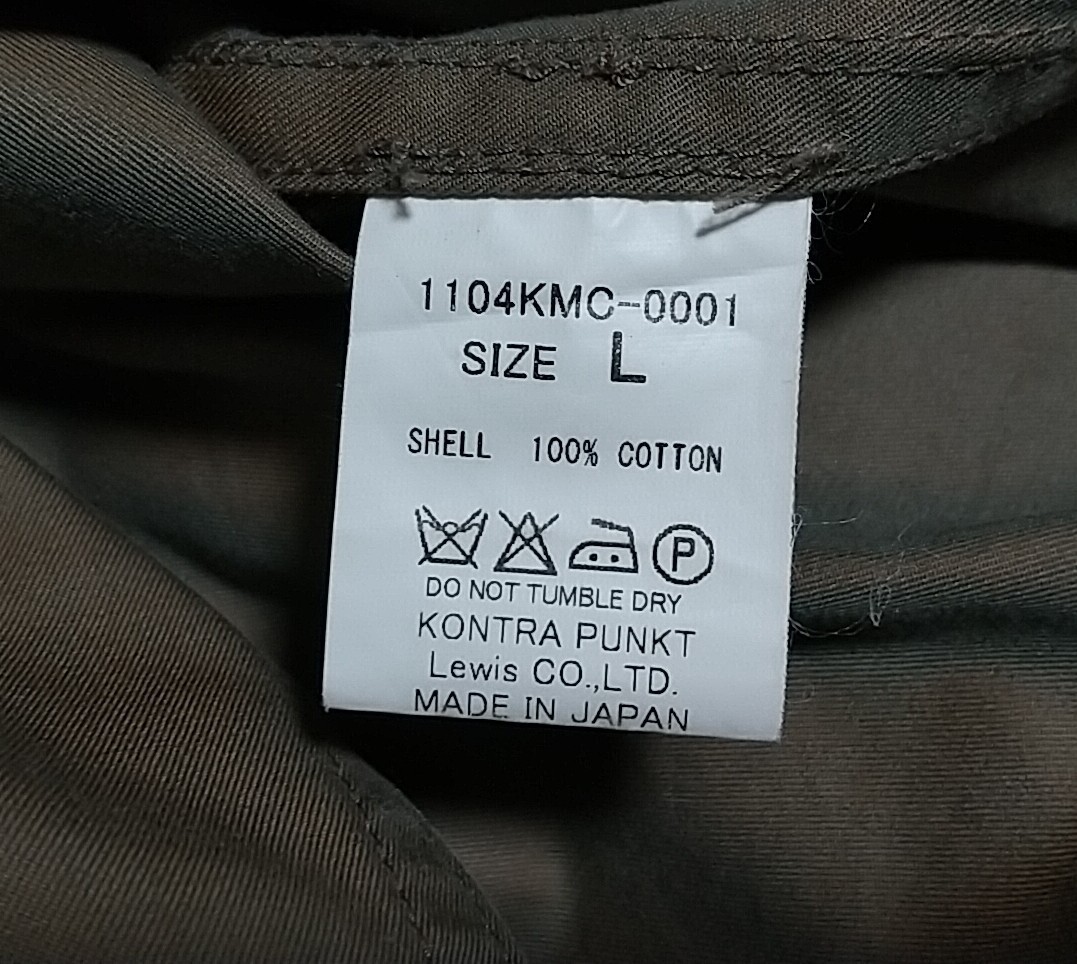 1104KMC-0001
SIZE L
SHELL 100% COTTON
P
DO NOT TUMBLE DRY
KONTRA PUNKT
Lewis CO.,LTD.
MADE IN JAPAN